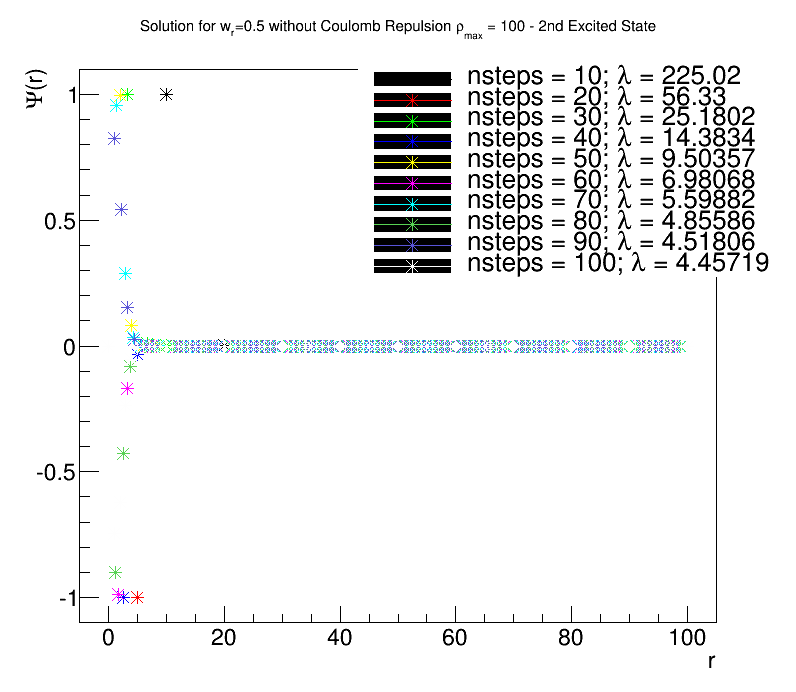 Solution for wr=0.5 without Coulomb Repulsion ρmax = 100 - 2nd Excited State
Ψ(r)
1
0.5
0
-0.5
-1
nsteps = 10; λ = 225.02
nsteps = 20; λ = 56.33
nsteps = 30; λ = 25.1802
nsteps = 40; λ = 14.3834
nsteps = 50; λ = 9.50357
nsteps = 60; λ = 6.98068
nsteps = 70; λ = 5.59882
nsteps = 80; λ = 4.85586
nsteps = 90; λ = 4.51806
nsteps = 100; λ = 4.45719
0 20 40 60 80 100
r